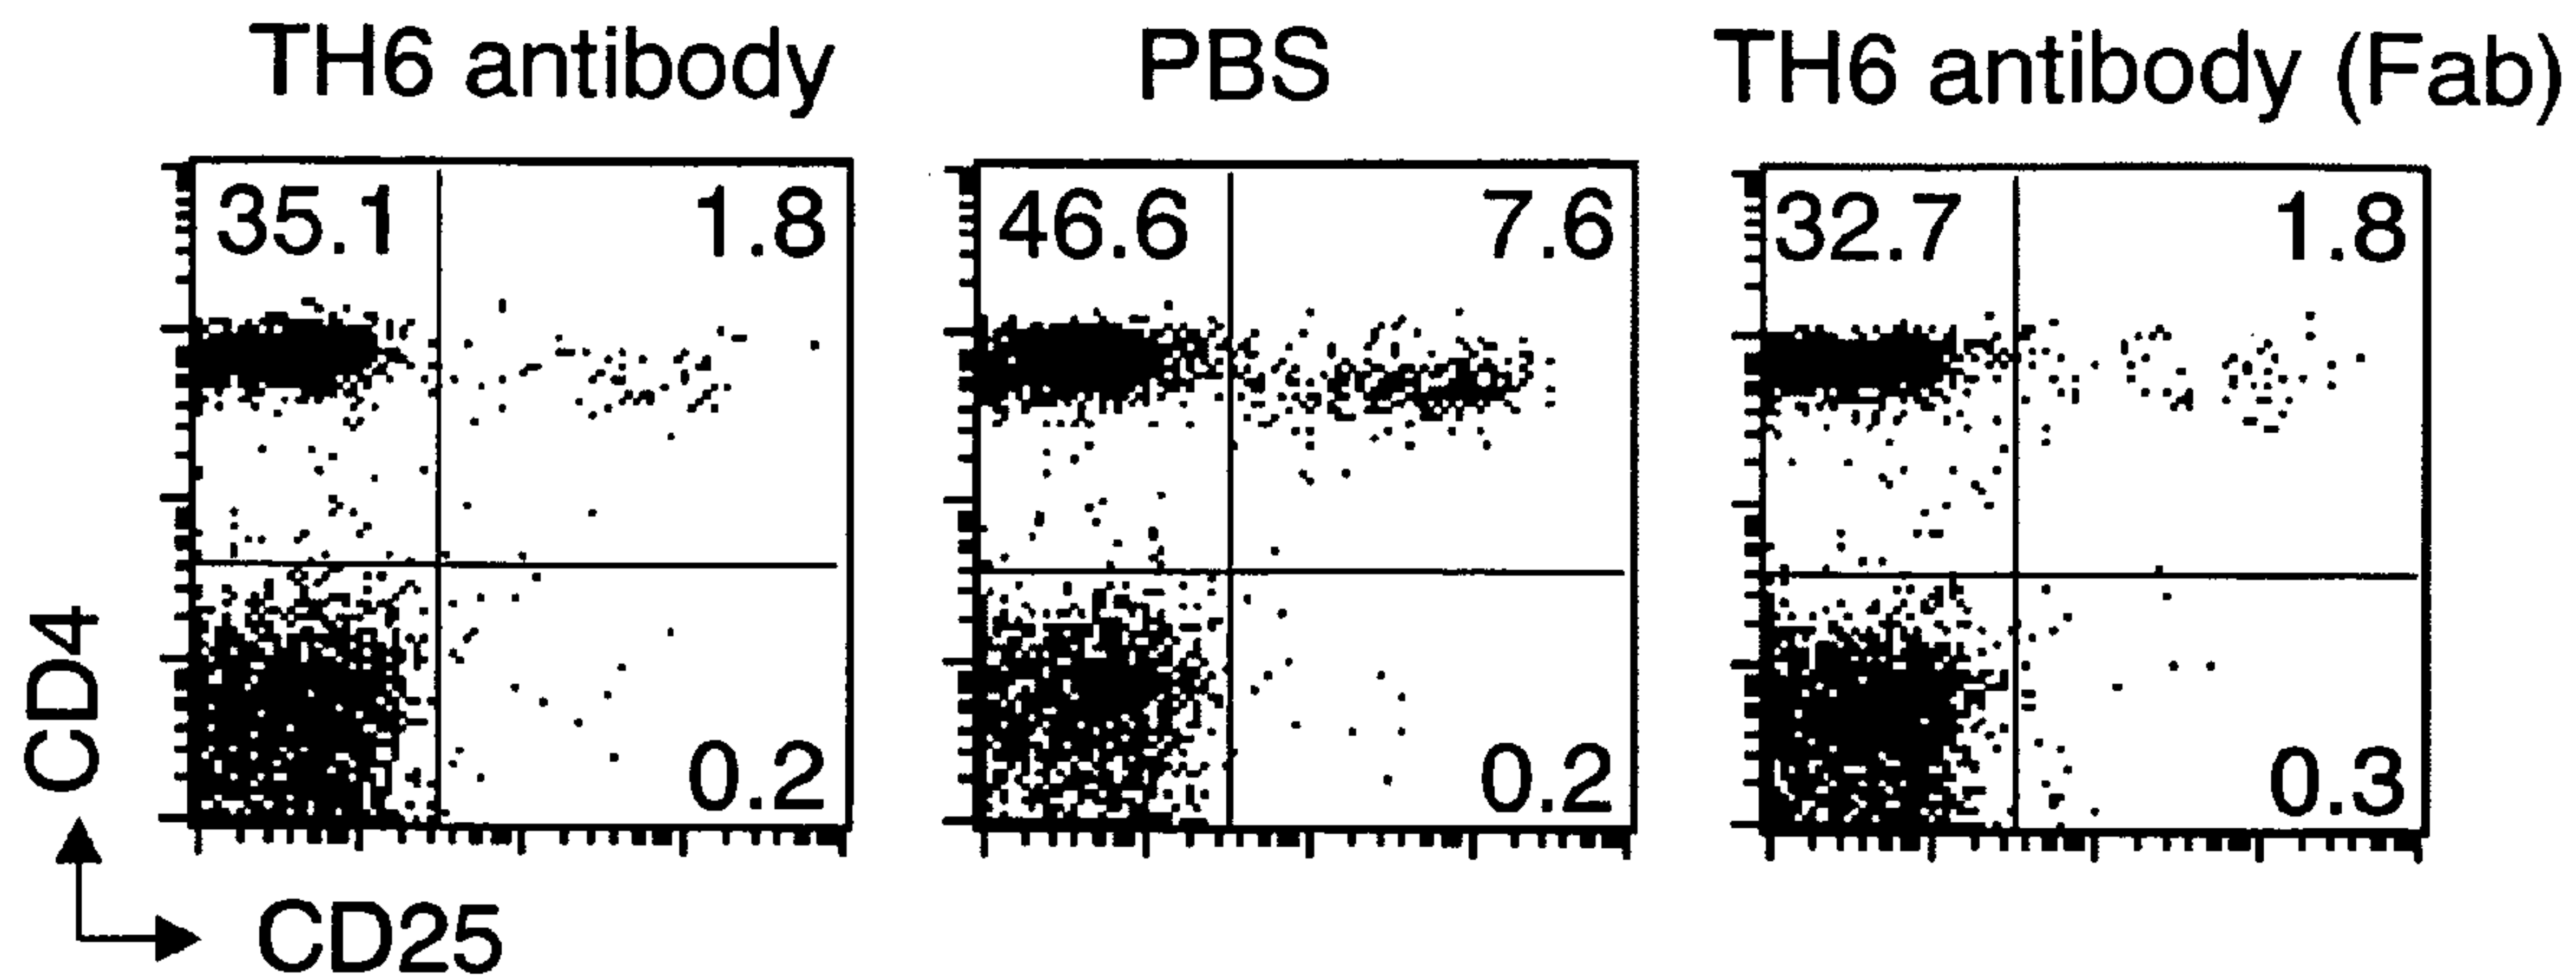 TH6 antibody
PBS
TH6 antibody (Fab)
35.1
1.8
46.6
7.6
32.7
1.8
0.2
0.2
0.3
CD4
CD25